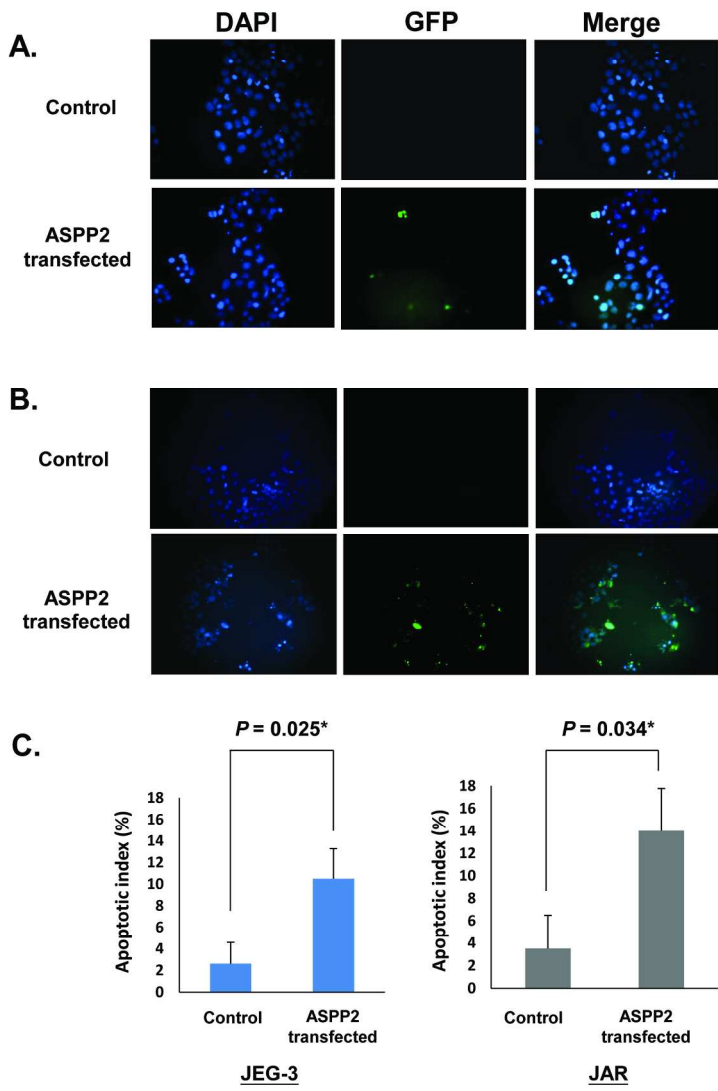 DAPI GFP Merge
A.
Control
ASPP2
transfected
B.
Control
ASPP2
transfected
C.
P = 0.025*
Apoptotic index (%)
18
16
14
12
10
8
6
4
2
0
Control ASPP2
transfected
JEG-3
P = 0.034*
Apoptotic index (%)
18
16
14
12
10
8
6
4
2
0
Control ASPP2
transfected
JAR